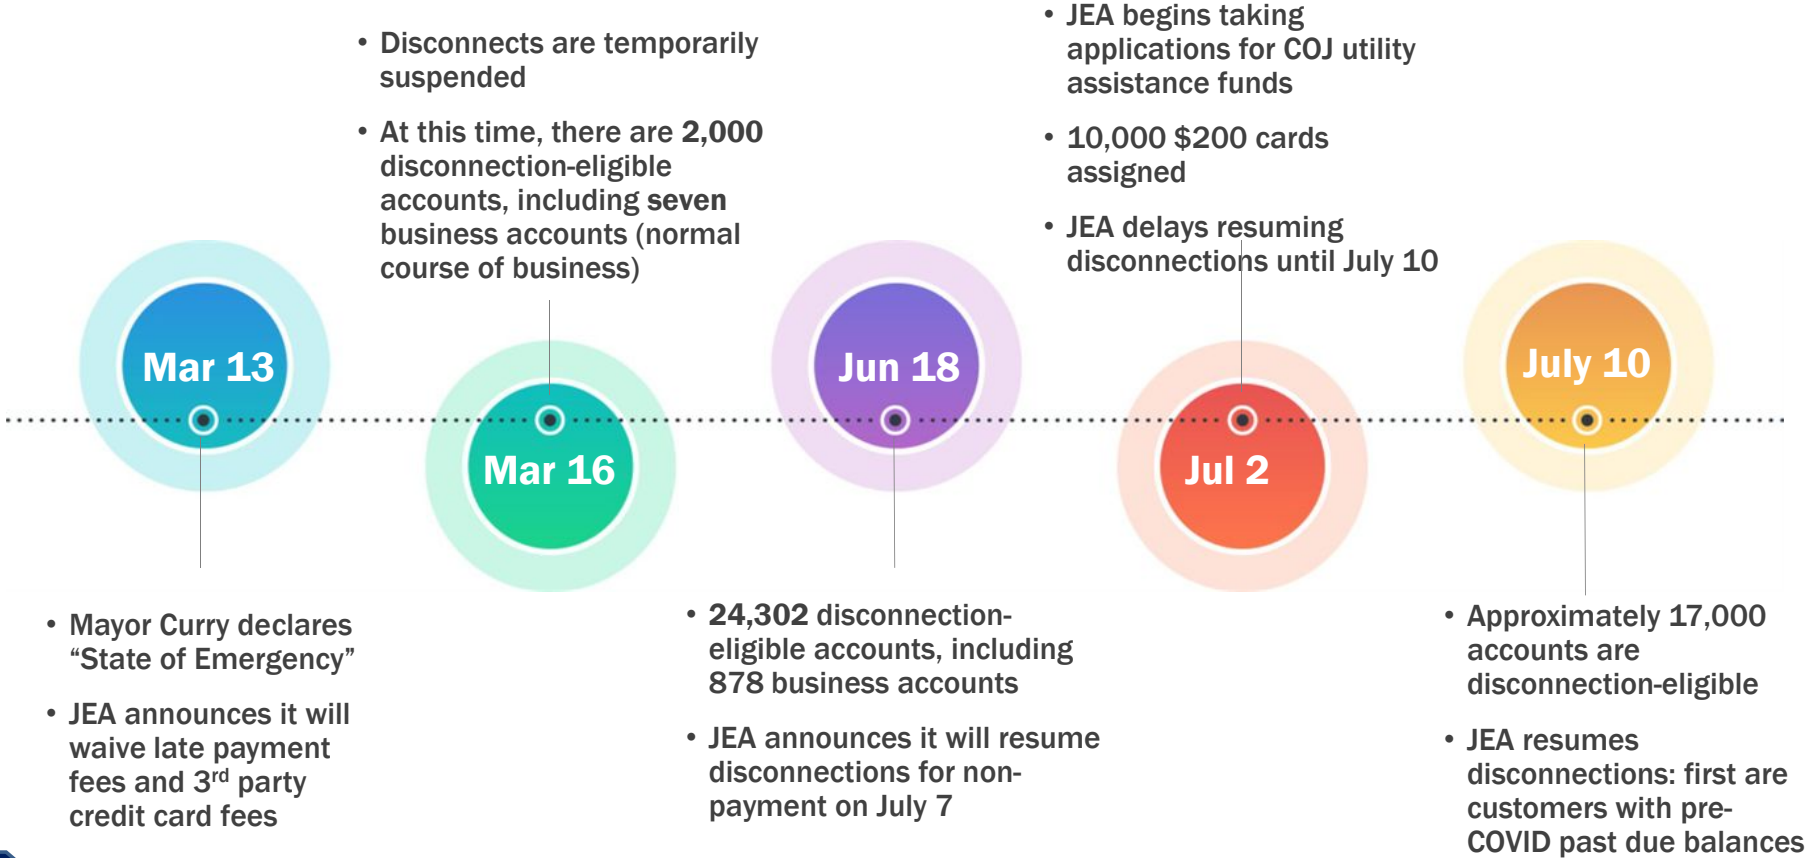 Mar 13
• Mayor Curry declares
“State of Emergency”
• JEA announces it will
waive late payment
fees and 3rd party
credit card fees
• Disconnects are temporarily
suspended
• At this time, there are 2,000
disconnection-eligible
accounts, including seven
business accounts (normal
course of business)
Mar 16
Jun 18
• 24,302 disconnection-
eligible accounts, including
878 business accounts
• JEA announces it will resume
disconnections for non-
payment on July 7
• JEA begins taking
applications for COJ utility
assistance funds
• 10,000 $200 cards
assigned
• JEA delays resuming
disconnections until July 10
Jul 2
July 10
• Approximately 17,000
accounts are
disconnection-eligible
• JEA resumes
disconnections: first are
customers with pre-
COVID past due balances